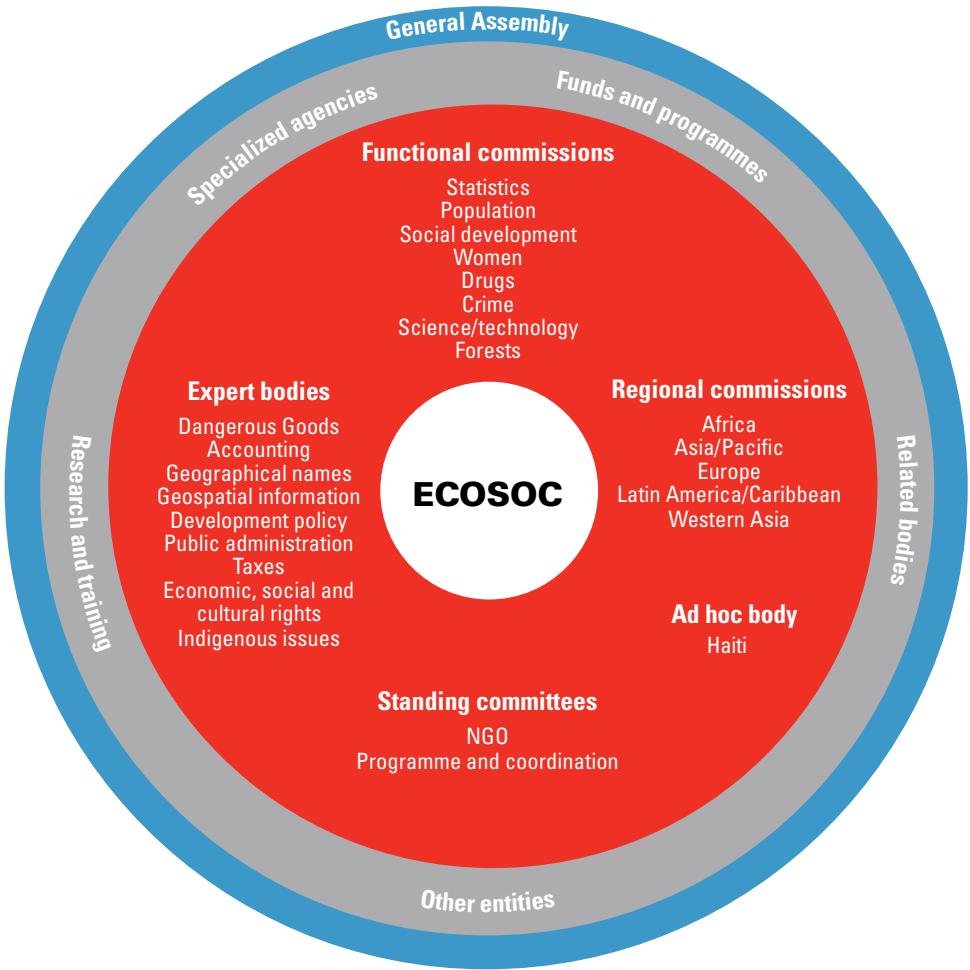 General Assembly
Specialized agencies
Funds and programmes
Functional commissions
Statistics
Population
Social development
Women
Drugs
Crime
Science/technology
Forests
Expert bodies
Dangerous Goods
Accounting
Geographical names
Geospatial information
Development policy
Public administration
Taxes
Economic, social and
cultural rights
Indigenous issues
ECOSOC
Regional commissions
Africa
Asia/Pacific
Europe
Latin America/Caribbean
Western Asia
Ad hoc body
Haiti
Standing committees
NGO
Programme and coordination
Research and training
Related bodies
Other entities